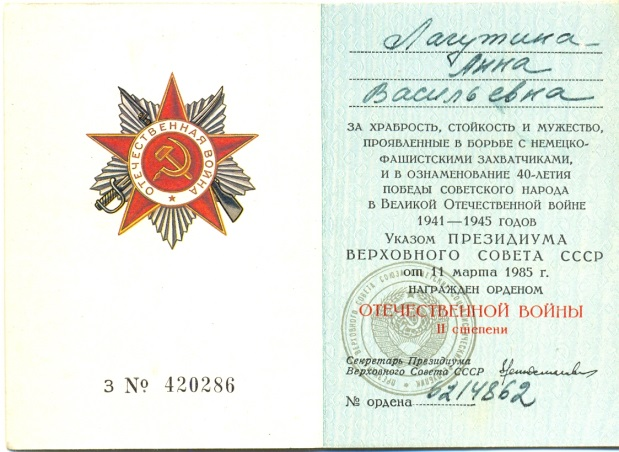 ОТЕЧЕСТВЕННАЯ ВОЙНА
З № 420286
Лагутина
Анна
Васильевна
ЗА ХРАБРОСТЬ, СТОЙКОСТЬ И МУЖЕСТВО,
ПРОЯВЛЕННЫЕ В БОРЬБЕ С НЕМЕЦКО-
ФАШИСТСКИМИ ЗАХВАТЧИКАМИ,
И В ОЗНАМЕНОВАНИЕ 40-ЛЕТИЯ
ПОБЕДЫ СОВЕТСКОГО НАРОДА
В ВЕЛИКОЙ ОТЕЧЕСТВЕННОЙ ВОЙНЕ
1941—1945 ГОДОВ
УКАЗОМ ПРЕЗИДИУМА
ВЕРХОВНОГО СОВЕТА СССР
от 11 марта 1985 г.
НАГРАЖДЕН ОРДЕНОМ
ОТЕЧЕСТВЕННОЙ ВОЙНЫ
II степени
Секретарь Президиума
Верховного Совета СССР
№ ордена 6214862